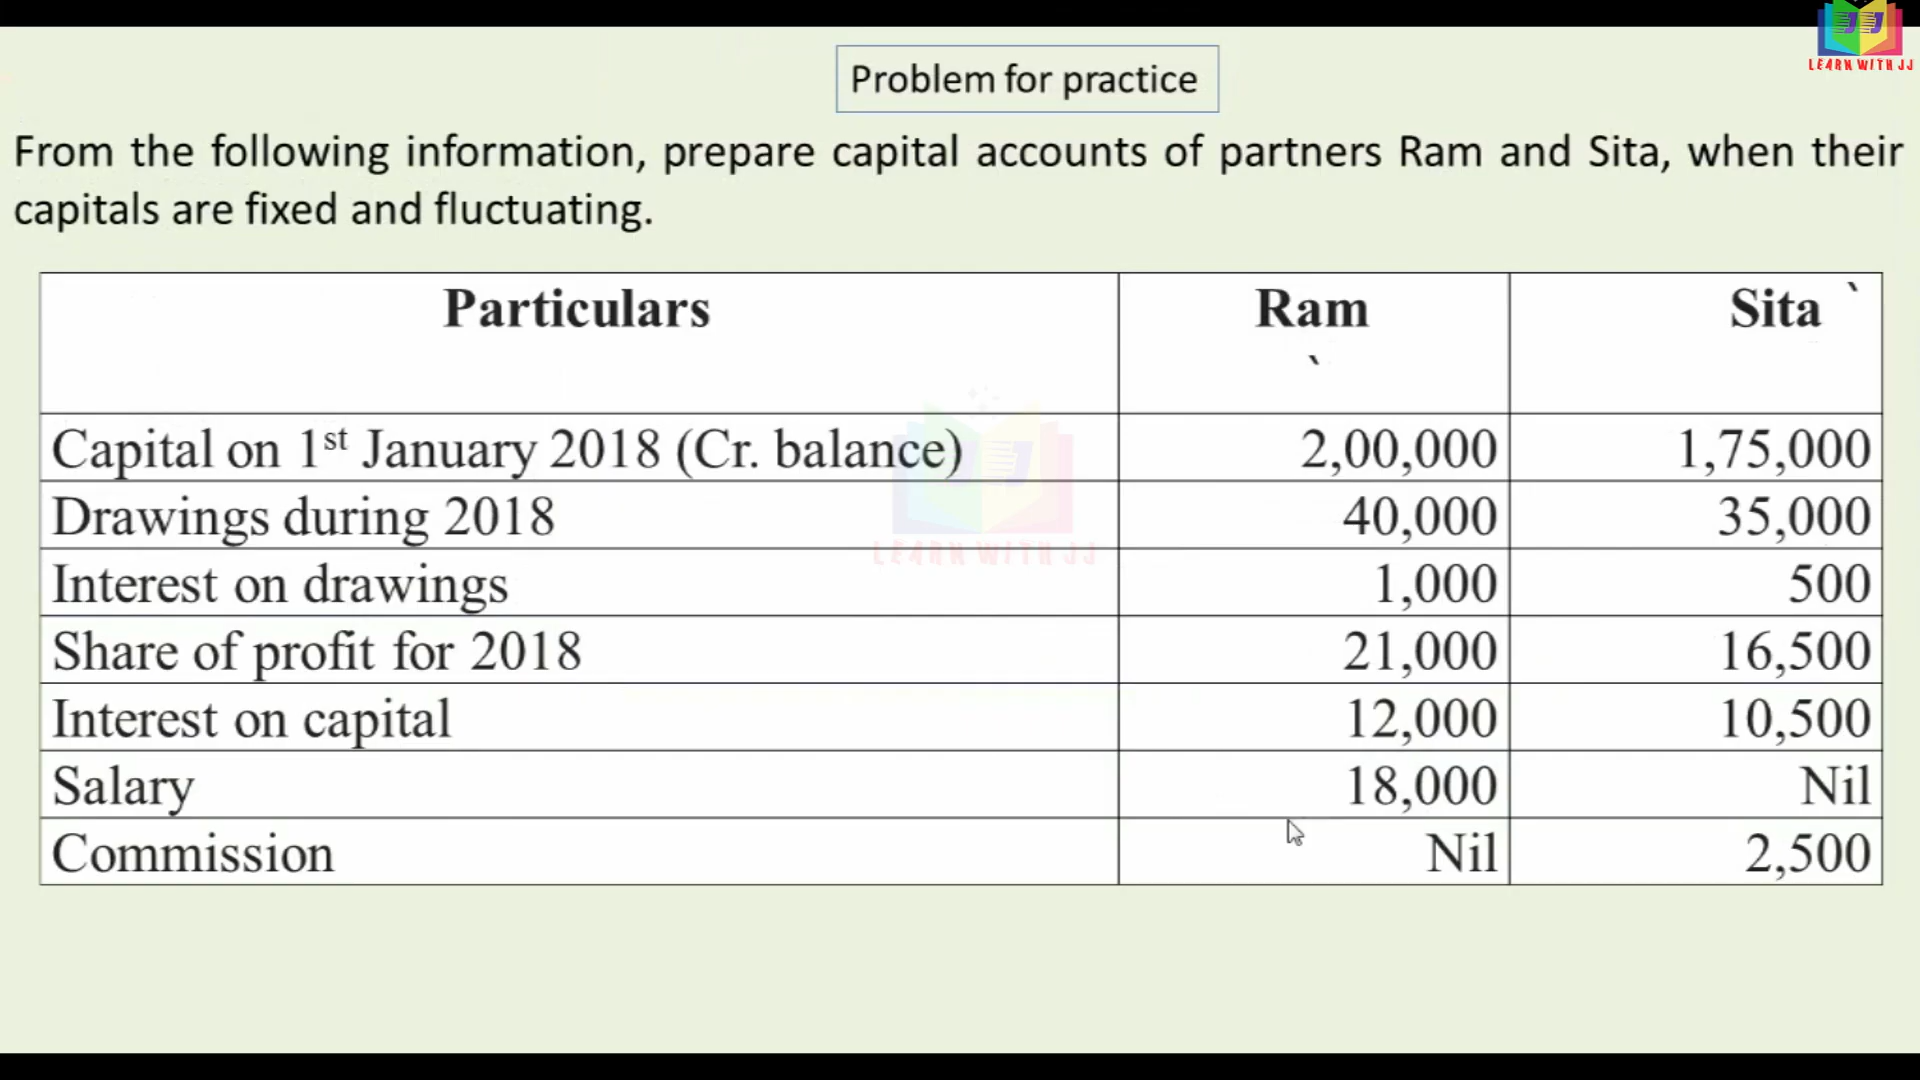 LEARN WITH JJ
Problem for practice
From the following information, prepare capital accounts of partners Ram and Sita, when their
capitals are fixed and fluctuating.
Particulars Ram ` Sita `
Capital on 1st January 2018 (Cr. balance) 2,00,000 1,75,000
Drawings during 2018 40,000 35,000
LEARN WITH JJ
Interest on drawings 1,000 500
Share of profit for 2018 21,000 16,500
Interest on capital 12,000 10,500
Salary 18,000 Nil
Commission Nil 2,500